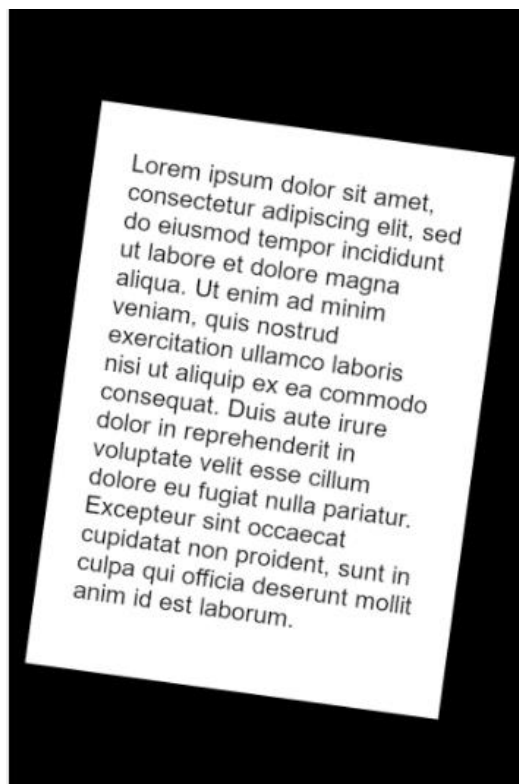 Lorem ipsum dolor sit amet,
consectetur adipiscing elit, sed
do eiusmod tempor incididunt
ut labore et dolore magna
aliqua. Ut enim ad minim
veniam, quis nostrud
exercitation ullamco laboris
nisi ut aliquip ex ea commodo
consequat. Duis aute irure
dolor in reprehenderit in
voluptate velit esse cillum
dolore eu fugiat nulla pariatur.
Excepteur sint occaecat
cupidatat non proident, sunt in
culpa qui officia deserunt mollit
anim id est laborum.